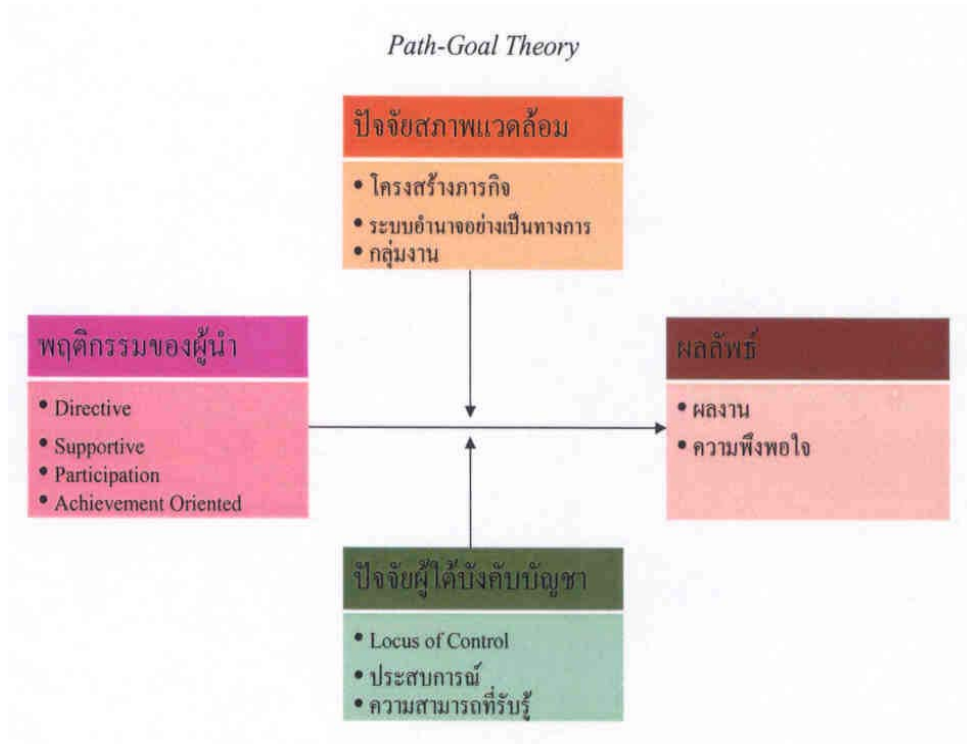 Path-Goal Theory
ปัจจัยสภาพแวดล้อม
• โครงสร้างภารกิจ
• ระบบอำนาจอย่างเป็นทางการ
• กลุ่มงาน
พฤติกรรมของผู้นำ
• Directive
• Supportive
• Participation
• Achievement Oriented
ผลลัพธ์
• ผลงาน
• ความพึงพอใจ
ปัจจัยผู้ใต้บังคับบัญชา
• Locus of Control
• ประสบการณ์
• ความสามารถที่รับรู้